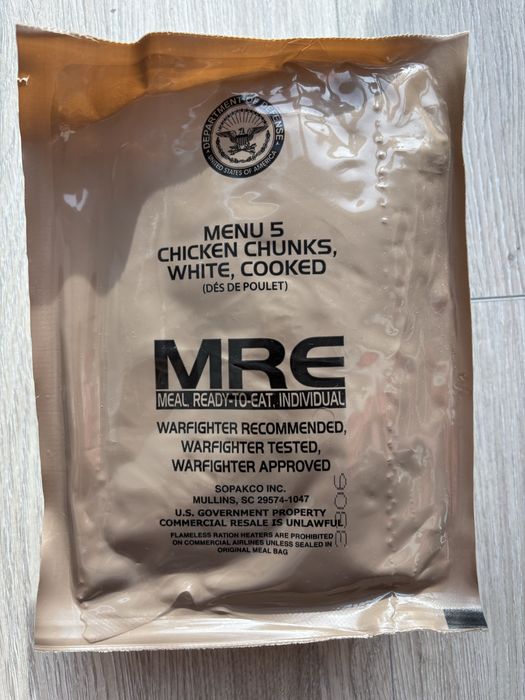 DEPARTMENT OF DEFENSE
UNITED STATES OF AMERICA
MENU 5
CHICKEN CHUNKS,
WHITE, COOKED
(DÉS DE POULET)
MRE
MEAL, READY-TO-EAT, INDIVIDUAL
WARFIGHTER RECOMMENDED,
WARFIGHTER TESTED,
WARFIGHTER APPROVED
SOPAKCO INC.
MULLINS, SC 29574-1047
U.S. GOVERNMENT PROPERTY
COMMERCIAL RESALE IS UNLAWFUL
FLAMELESS RATION HEATERS ARE PROHIBITED
ON COMMERCIAL AIRLINES UNLESS SEALED IN
ORIGINAL MEAL BAG